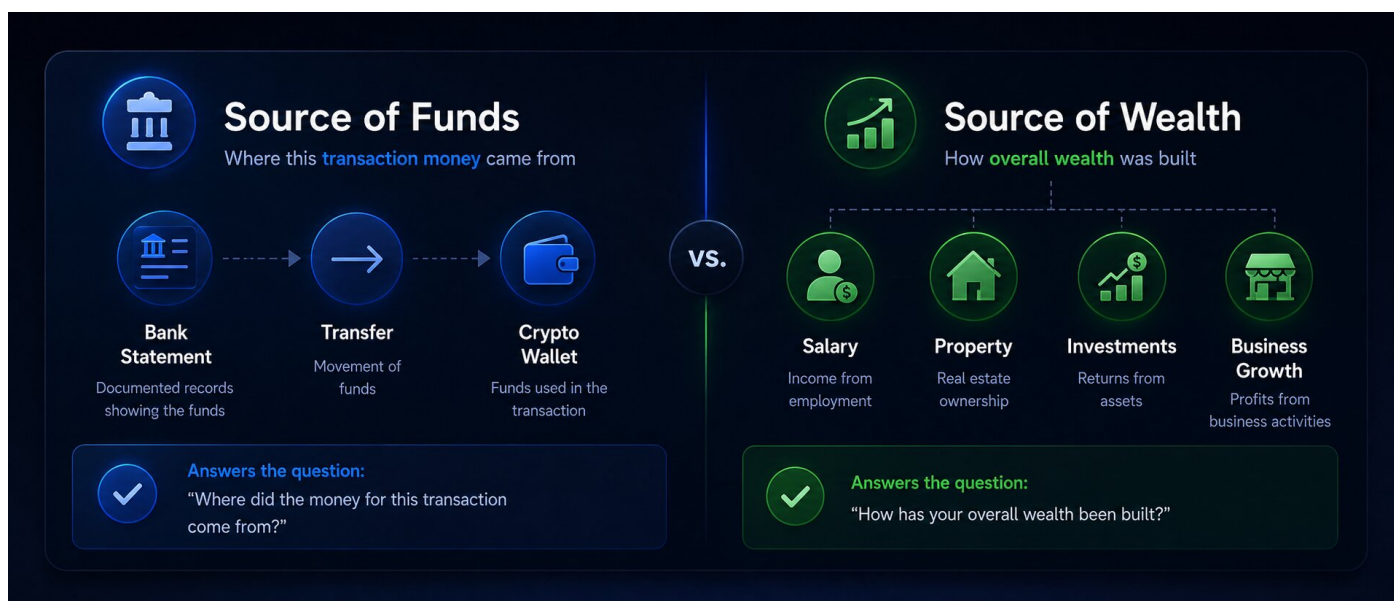 Source of Funds
Where this transaction money came from
Bank
Statement
Documented records
showing the funds
Transfer
Movement of
funds
Crypto
Wallet
Funds used in the
transaction
Answers the question:
“Where did the money for this transaction
come from?”
vs.
Source of Wealth
How overall wealth was built
$
Salary
Income from
employment
Property
Real estate
ownership
$
Investments
Returns from
assets
Business
Growth
Profits from
business activities
Answers the question:
“How has your overall wealth been built?”